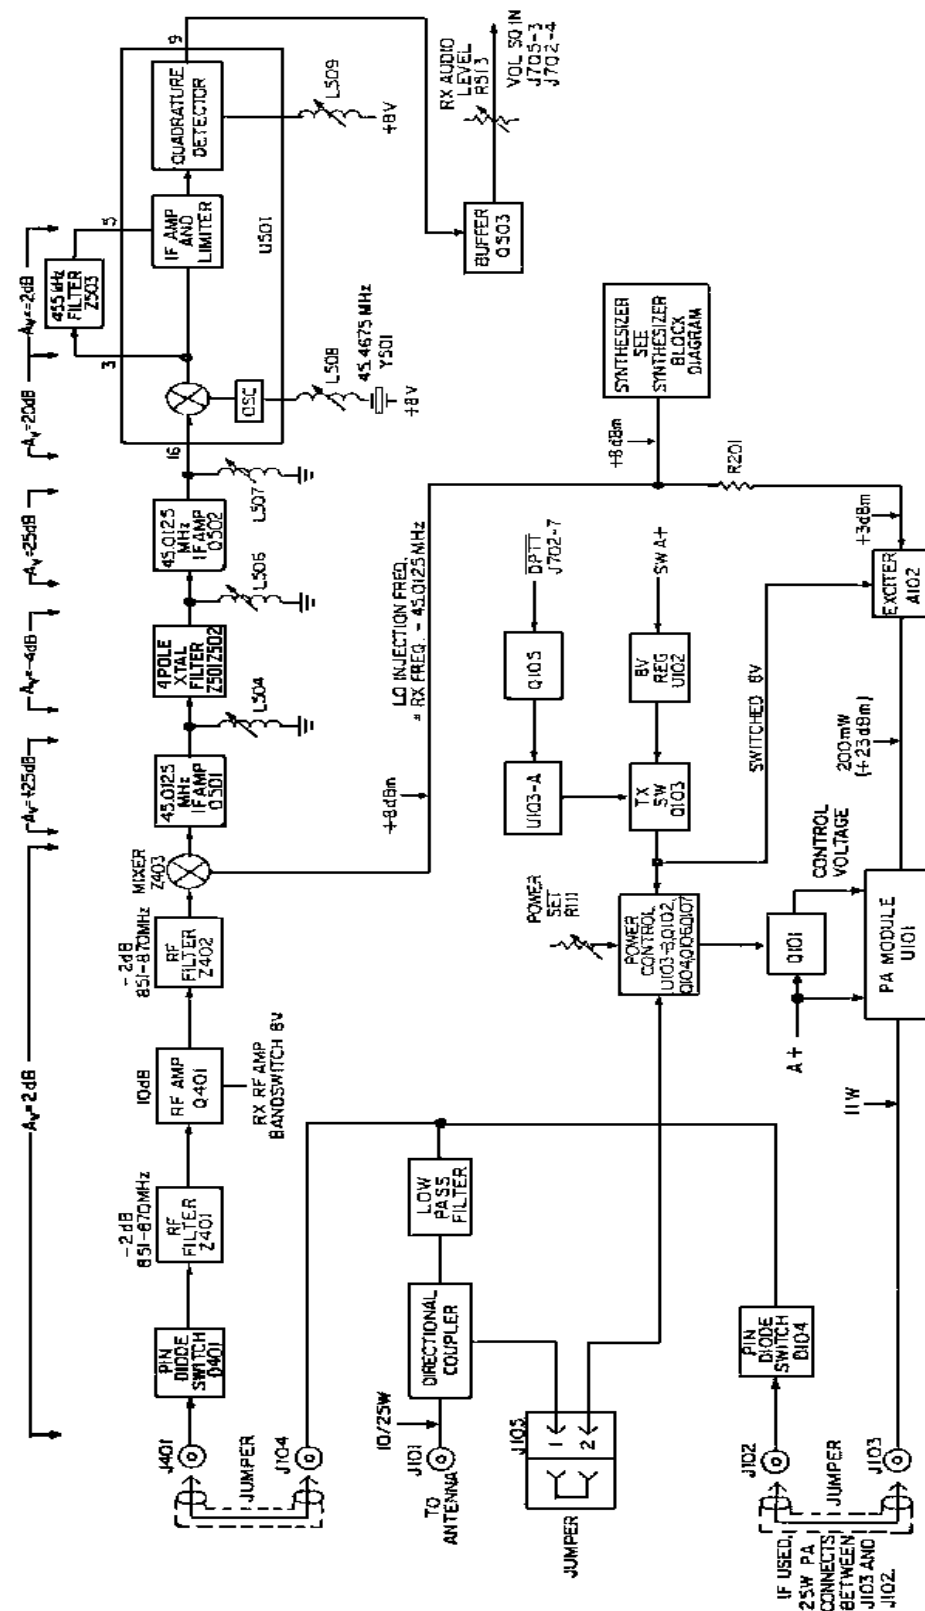 Av=2dB
Av=+25dB
Av=-4dB
Av=25dB
Av=20dB
Av=-2dB
J401
JUMPER
J104
PIN
DIODE
SWITCH
D401
-2dB
851-870MHz
RF
FILTER
Z401
10dB
RF AMP
Q401
RX RF AMP
BANDSWITCH 8V
-2dB
851-870MHz
RF
FILTER
Z402
MIXER
Z403
45.0125
MHz
IF AMP
Q501
L504
4 POLE
XTAL
FILTER
Z501Z502
L506
45.0125
MHz
IF AMP
Q502
L507
16
3
5
9
455kHz
FILTER
Z503
OSC
L508
45.4675 MHz
Y501
+8V
IF AMP
AND
LIMITER
QUADRATURE
DETECTOR
U501
L509
+8V
BUFFER
Q503
RX AUDIO
LEVEL
R513
VOL SQ IN
J705-3
J702-4
+8dBm
LO INJECTION FREQ.
= RX FREQ. - 45.0125 MHz
TO
ANTENNA
J101
10/25W
DIRECTIONAL
COUPLER
LOW
PASS
FILTER
JUMPER
J105
1
2
POWER
SET
R111
POWER
CONTROL
U103-B,Q102,
Q104,Q106,Q107
U103-A
Q105
DPTT
J702-7
TX
SW
Q103
8V
REG
U102
SWA+
SYNTHESIZER
SEE
SYNTHESIZER
BLOCK
DIAGRAM
+8dBm
R201
SWITCHED 8V
+3dBm
EXCITER
A102
200mW
(+23dBm)
CONTROL
VOLTAGE
Q101
A+
PA MODULE
U101
11W
PIN
DIODE
SWITCH
D104
J102
JUMPER
J103
IF USED,
25W PA
CONNECTS
BETWEEN
J103 AND
J102.